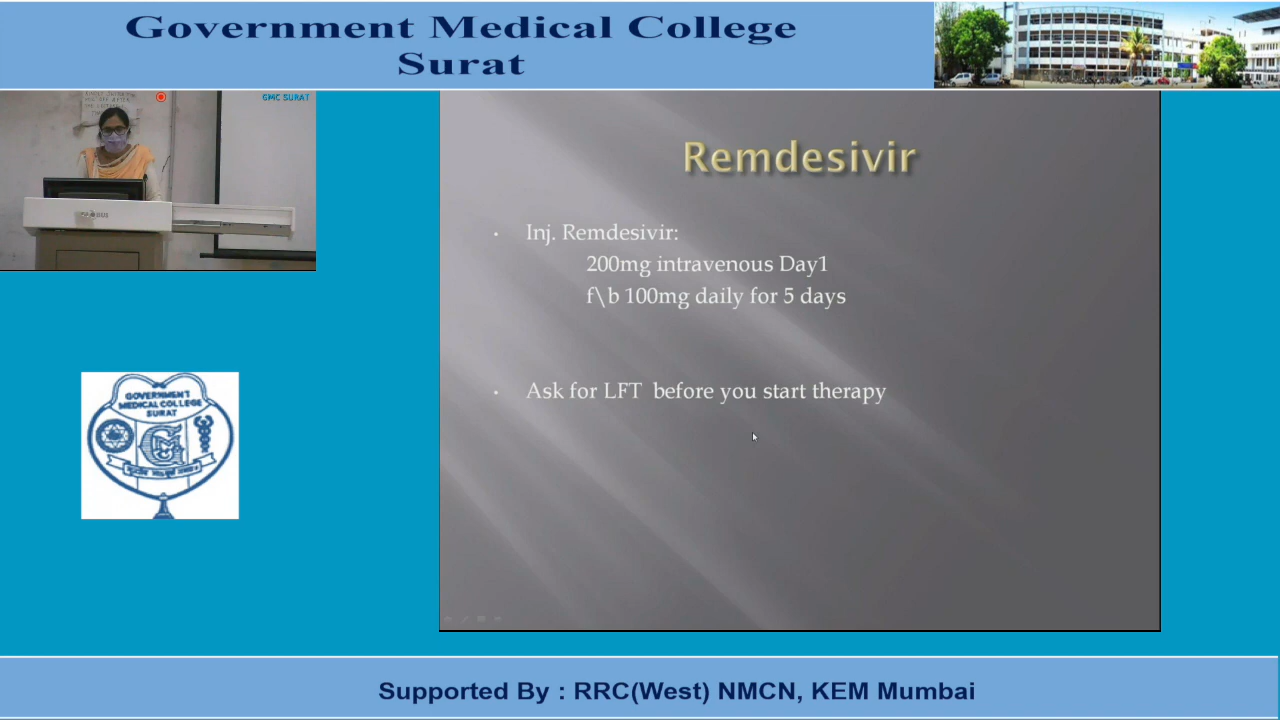 Government Medical College
Surat
GMC SURAT
Remdesivir
• Inj. Remdesivir:
200mg intravenous Day1
f\b 100mg daily for 5 days
• Ask for LFT before you start therapy
GOVERNMENT
MEDICAL COLLEGE
SURAT
Supported By : RRC(West) NMCN, KEM Mumbai